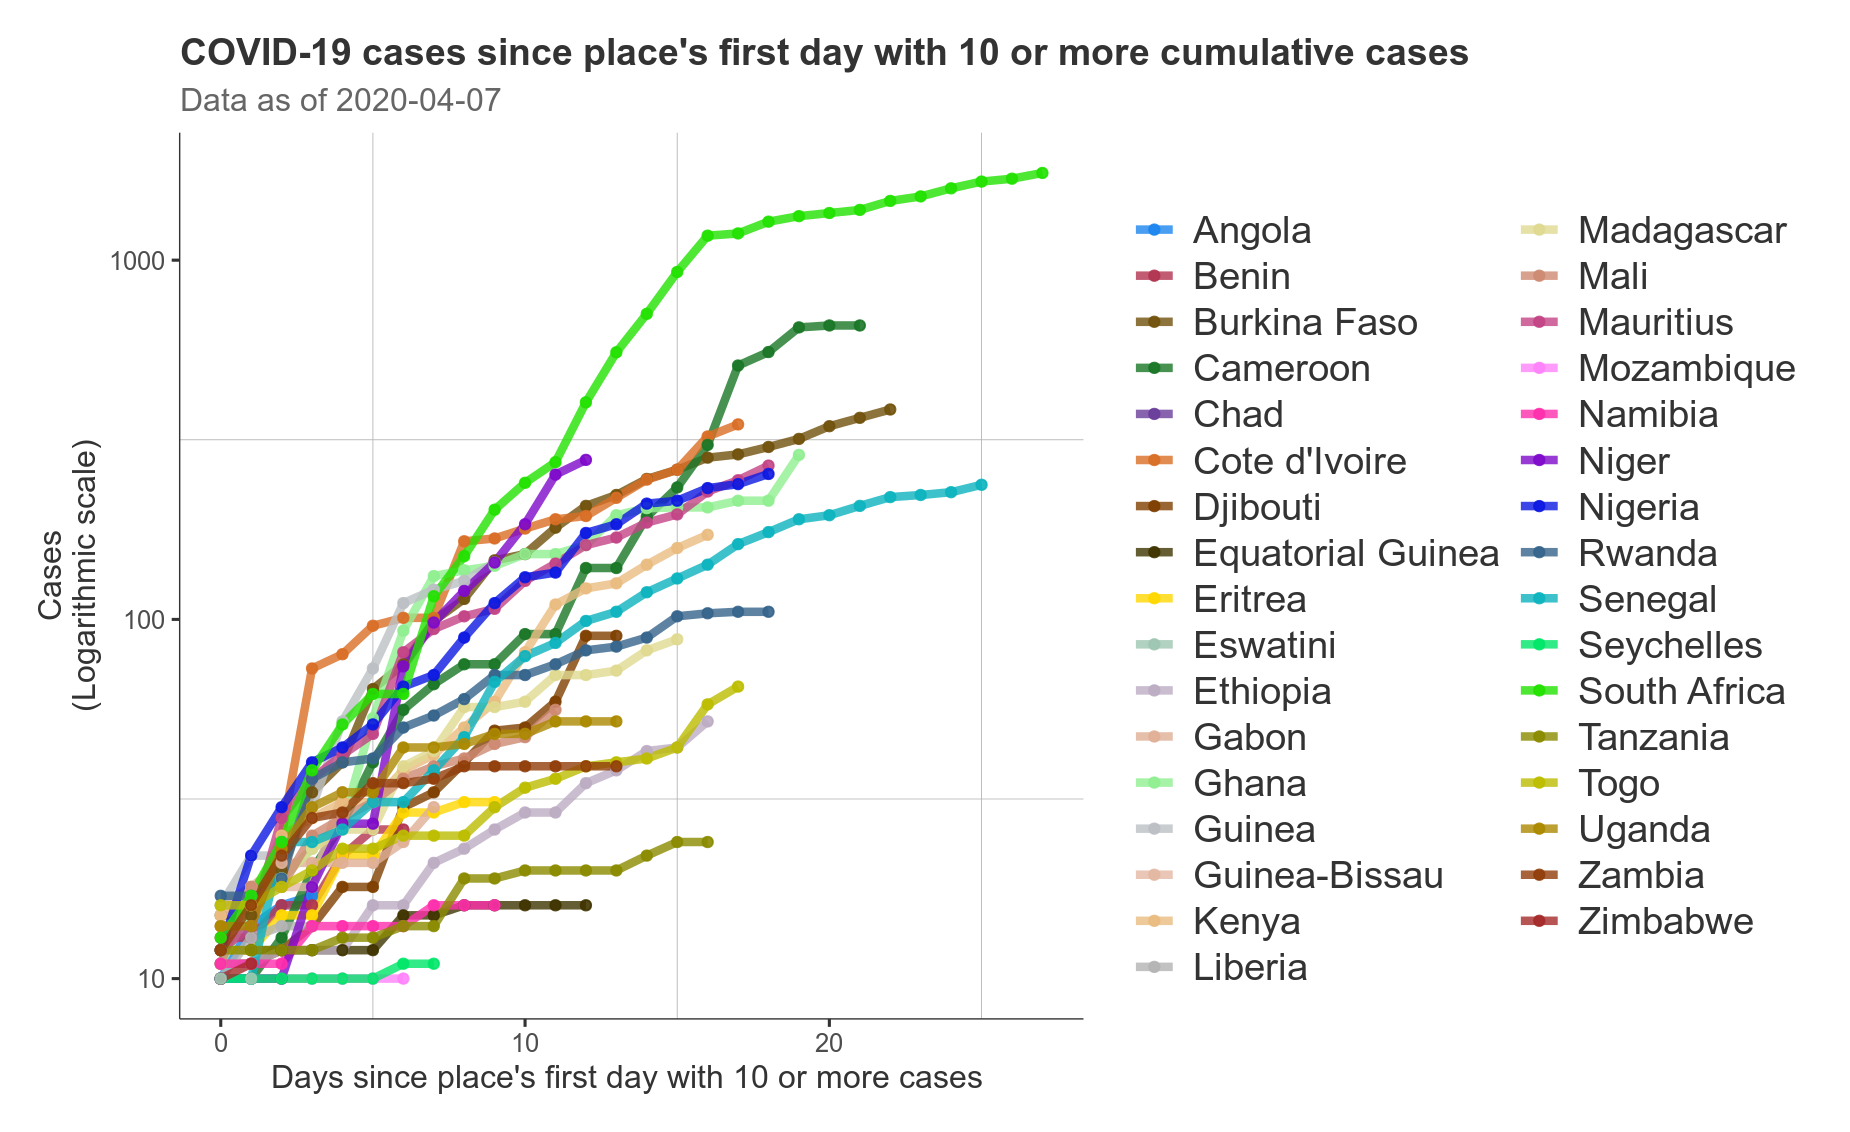 COVID-19 cases since place's first day with 10 or more cumulative cases
Data as of 2020-04-07
Cases
(Logarithmic scale)
1000
100
10
0
10
20
Days since place's first day with 10 or more cases
Angola
Benin
Burkina Faso
Cameroon
Chad
Cote d'Ivoire
Djibouti
Equatorial Guinea
Eritrea
Eswatini
Ethiopia
Gabon
Ghana
Guinea
Guinea-Bissau
Kenya
Liberia
Madagascar
Mali
Mauritius
Mozambique
Namibia
Niger
Nigeria
Rwanda
Senegal
Seychelles
South Africa
Tanzania
Togo
Uganda
Zambia
Zimbabwe